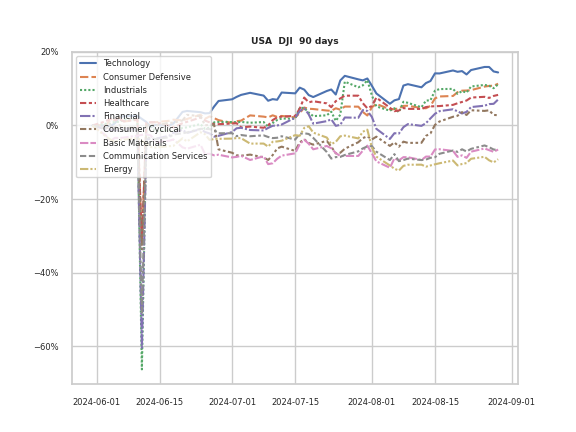 USA DJI 90 days
20%
0%
−20%
−40%
−60%
Technology
Consumer Defensive
Industrials
Healthcare
Financial
Consumer Cyclical
Basic Materials
Communication Services
Energy
2024-06-01
2024-06-15
2024-07-01
2024-07-15
2024-08-01
2024-08-15
2024-09-01